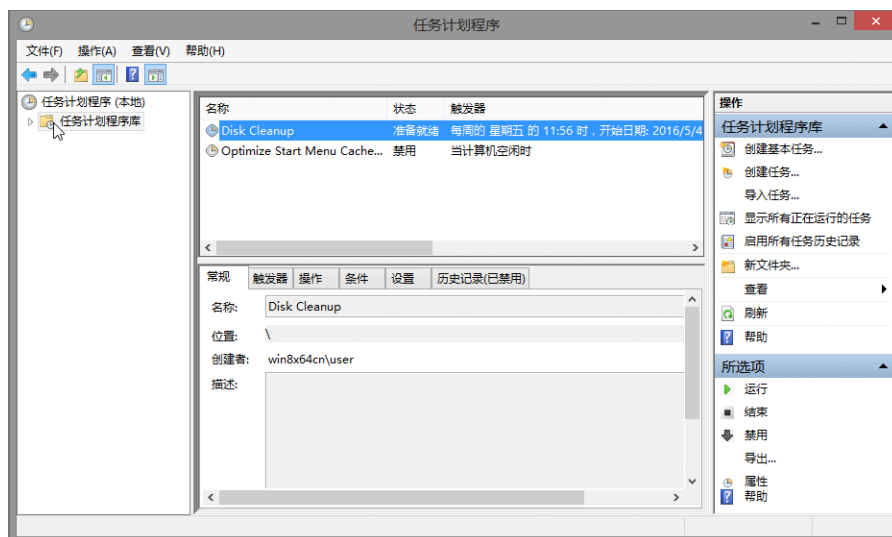 任务计划程序
文件(F) 操作(A) 查看(V) 帮助(H)
任务计划程序 (本地)
任务计划程序库
名称 状态 触发器
Disk Cleanup 准备就绪 每周的 星期五 的 11:56 时，开始日期: 2016/5/4
Optimize Start Menu Cache... 禁用 当计算机空闲时
常规 触发器 操作 条件 设置 历史记录(已禁用)
名称: Disk Cleanup
位置: \
创建者: win8x64cn\user
描述:
操作
任务计划程序库
创建基本任务...
创建任务...
导入任务...
显示所有正在运行的任务
启用所有任务历史记录
新文件夹...
查看
刷新
帮助
所选项
运行
结束
禁用
导出...
属性
帮助